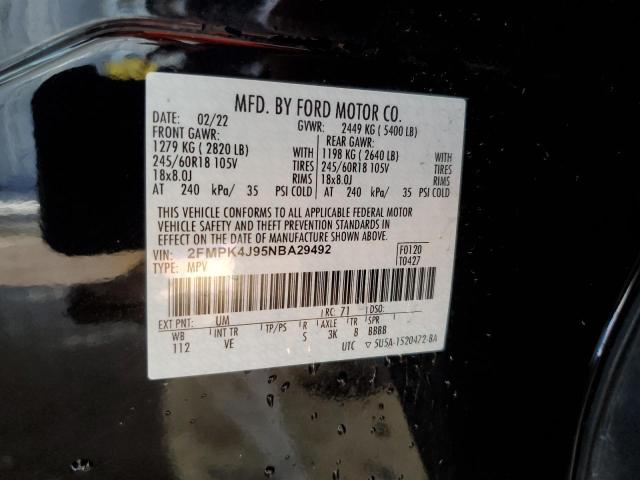 MFD. BY FORD MOTOR CO.
DATE: 02/22 GVWR: 2449 KG ( 5400 LB)
FRONT GAWR: REAR GAWR:
1279 KG ( 2820 LB) WITH 1198 KG ( 2640 LB) WITH
245/60R18 105V TIRES 245/60R18 105V TIRES
18x8.0J RIMS 18x8.0J RIMS
AT 240 kPa/ 35 PSI COLD AT 240 kPa/ 35 PSI COLD
THIS VEHICLE CONFORMS TO ALL APPLICABLE FEDERAL MOTOR
VEHICLE SAFETY AND THEFT PREVENTION STANDARDS IN
EFFECT ON THE DATE OF MANUFACTURE SHOWN ABOVE.
VIN: 2FMPK4J95NBA29492 F0120
TYPE: MPV T0427
EXT PNT: UM RC: 71 DSO:
WB INT TR TP/PS R AXLE TR SPR
112 VE S 3K 8 BBBB
UTC ▽ 5U5A-1520472-BA